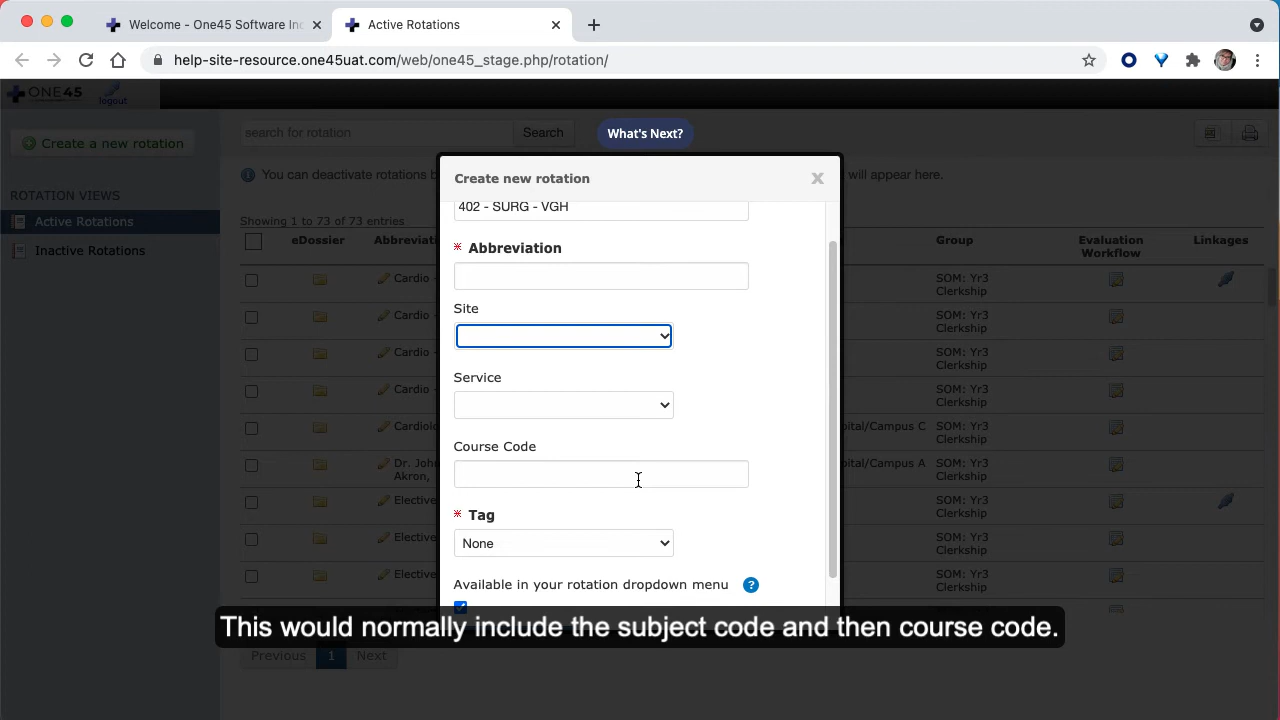 Welcome - One45 Software Inc
Active Rotations
help-site-resource.one45uat.com/web/one45_stage.php/rotation/
ONE45
logout
Create a new rotation
search for rotation
Search
What's Next?
ROTATION VIEWS
Active Rotations
Inactive Rotations
You can deactivate rotations b
will appear here.
Showing 1 to 73 of 73 entries
eDossier
Abbreviati
Group
Evaluation
Workflow
Linkages
Cardio -
SOM: Yr3
Clerkship
Cardio -
SOM: Yr3
Clerkship
Cardio -
SOM: Yr3
Clerkship
Cardio -
SOM: Yr3
Clerkship
Cardiolo
pital/Campus C
SOM: Yr3
Clerkship
Dr. Joh
Akron,
pital/Campus A
SOM: Yr3
Clerkship
Elective
SOM: Yr3
Clerkship
Elective
SOM: Yr3
Clerkship
Elective
SOM: Yr3
Clerkship
Previous
1
Next
Create new rotation
X
402 - SURG - VGH
* Abbreviation
Site
Service
Course Code
* Tag
None
Available in your rotation dropdown menu ?
This would normally include the subject code and then course code.